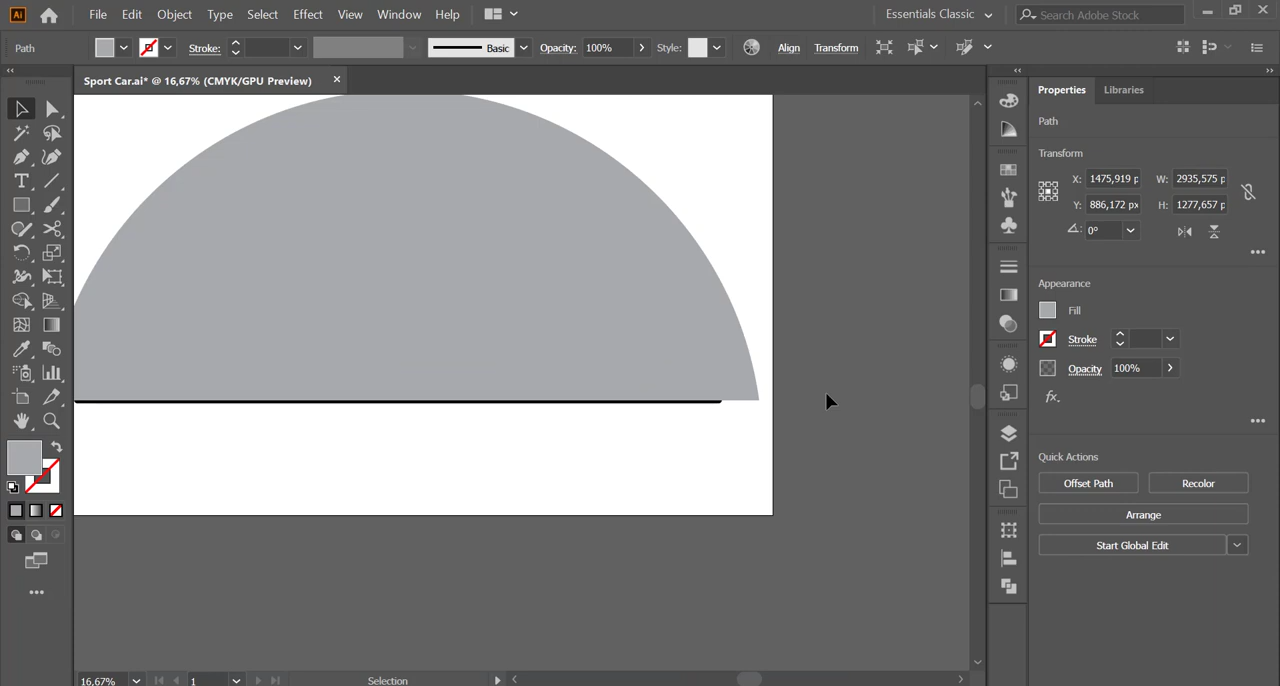 Ai File Edit Object Type Select Effect View Window Help Essentials Classic Search Adobe Stock
Path Stroke: Basic Opacity: 100% Style: Align Transform
Sport Car.ai* @ 16,67% (CMYK/GPU Preview) ×
Properties Libraries
Path
Transform
X: 1475,919 p W: 2935,575 p
Y: 886,172 px H: 1277,657 p
0°
Appearance
Fill
Stroke
Opacity 100%
fx.
Quick Actions
Offset Path Recolor
Arrange
Start Global Edit
16,67% 1 Selection